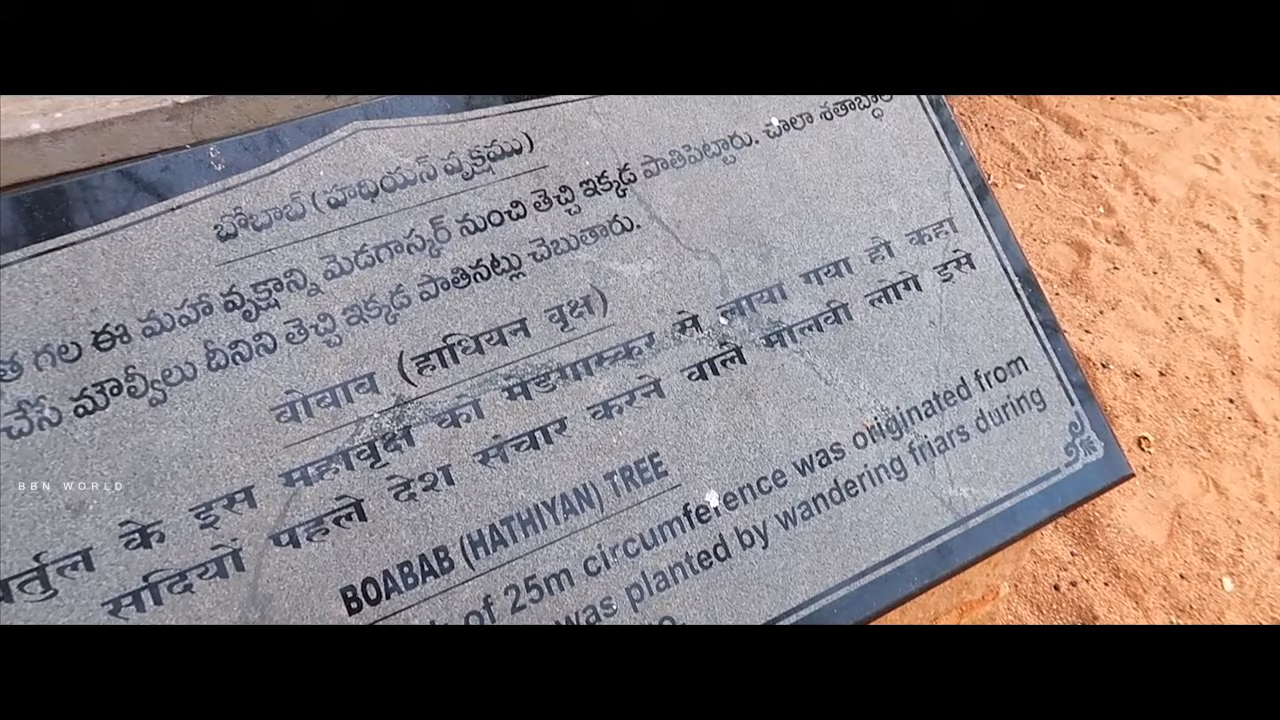 బోబాబ్ (హథియన్ వృక్షము)
గల ఈ మహా వృక్షాన్ని మెడగాస్కర్ నుంచి తెచ్చి ఇక్కడ పాతిపెట్టారు. చాలా
చేసే మౌల్వీలు దీనిని తెచ్చి ఇక్కడ పాతినట్లు చెబుతారు.
वोवाव (हाथियन वृक्ष)
के इस महावृक्ष को मेडगास्कर से लाया गया हो कहा
सदियों पहले देश संचार करने वाले मोलवी लोगे इसे
BOABAB (HATHIYAN) TREE
of 25m circumference was originated from
was planted by wandering friars during
BBN WORLD